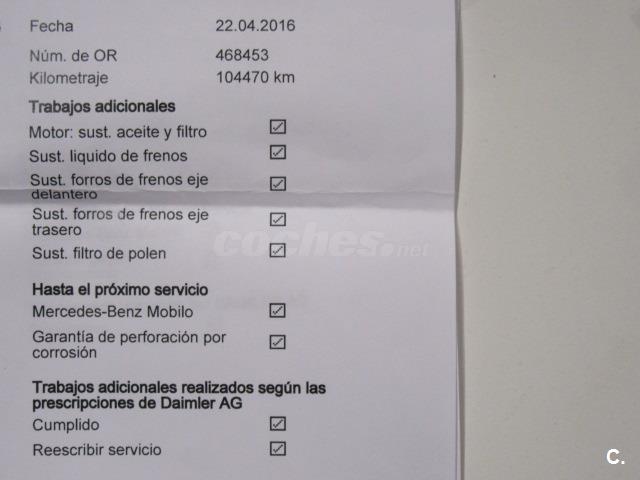 Fecha 22.04.2016
Núm. de OR 468453
Kilometraje 104470 km
Trabajos adicionales
Motor: sust. aceite y filtro ☑
Sust. liquido de frenos ☑
Sust. forros de frenos eje ☑
delantero
Sust. forros de frenos eje ☑
trasero
coches.net
Sust. filtro de polen ☑
Hasta el próximo servicio
Mercedes-Benz Mobilo ☑
Garantía de perforación por ☑
corrosión
Trabajos adicionales realizados según las
prescripciones de Daimler AG
Cumplido ☑
Reescribir servicio ☑
C.